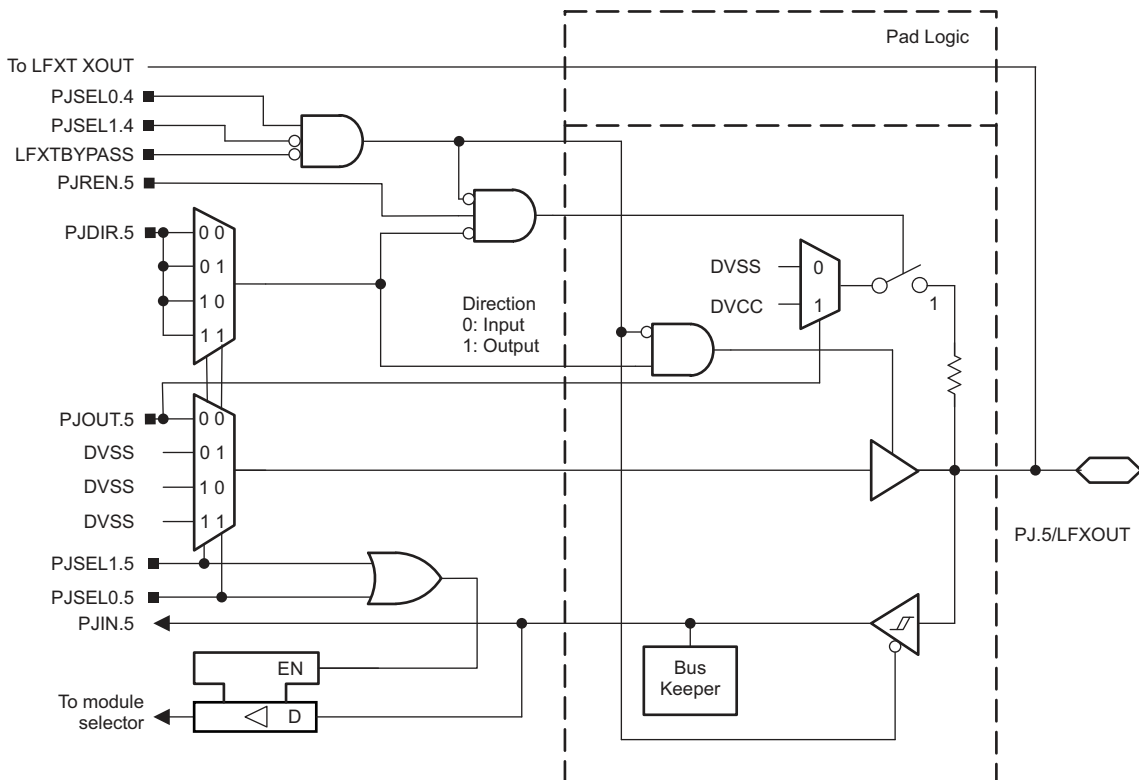 Pad Logic
To LFXT XOUT
PJSEL0.4
PJSEL1.4
LFXTBYPASS
PJREN.5
PJDIR.5
0 0
0 1
1 0
1 1
DVSS
0
DVCC
1
1
Direction
0: Input
1: Output
PJOUT.5
0 0
DVSS
0 1
DVSS
1 0
DVSS
1 1
PJ.5/LFXOUT
PJSEL1.5
PJSEL0.5
PJIN.5
EN
Bus
Keeper
To module
selector
D